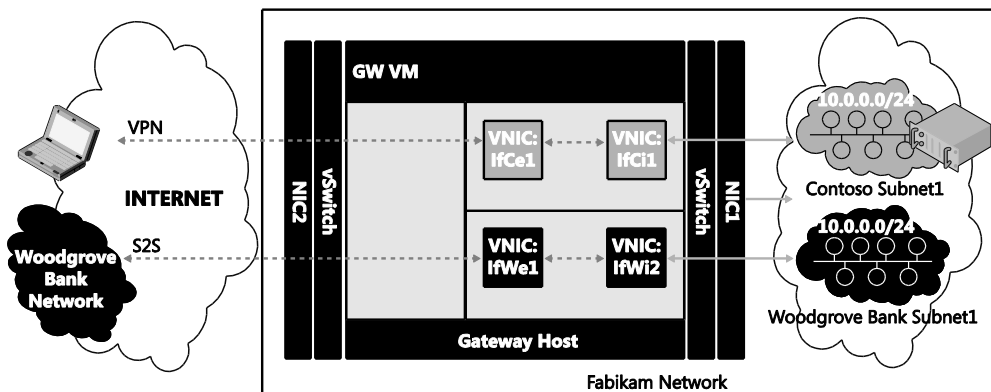 GW VM
VPN
INTERNET
S2S
Woodgrove
Bank
Network
NIC2
vSwitch
VNIC:
IfCe1
VNIC:
IfCi1
VNIC:
IfWe1
VNIC:
IfWi2
Gateway Host
vSwitch
NIC1
10.0.0.0/24
Contoso Subnet1
10.0.0.0/24
Woodgrove Bank Subnet1
Fabikam Network